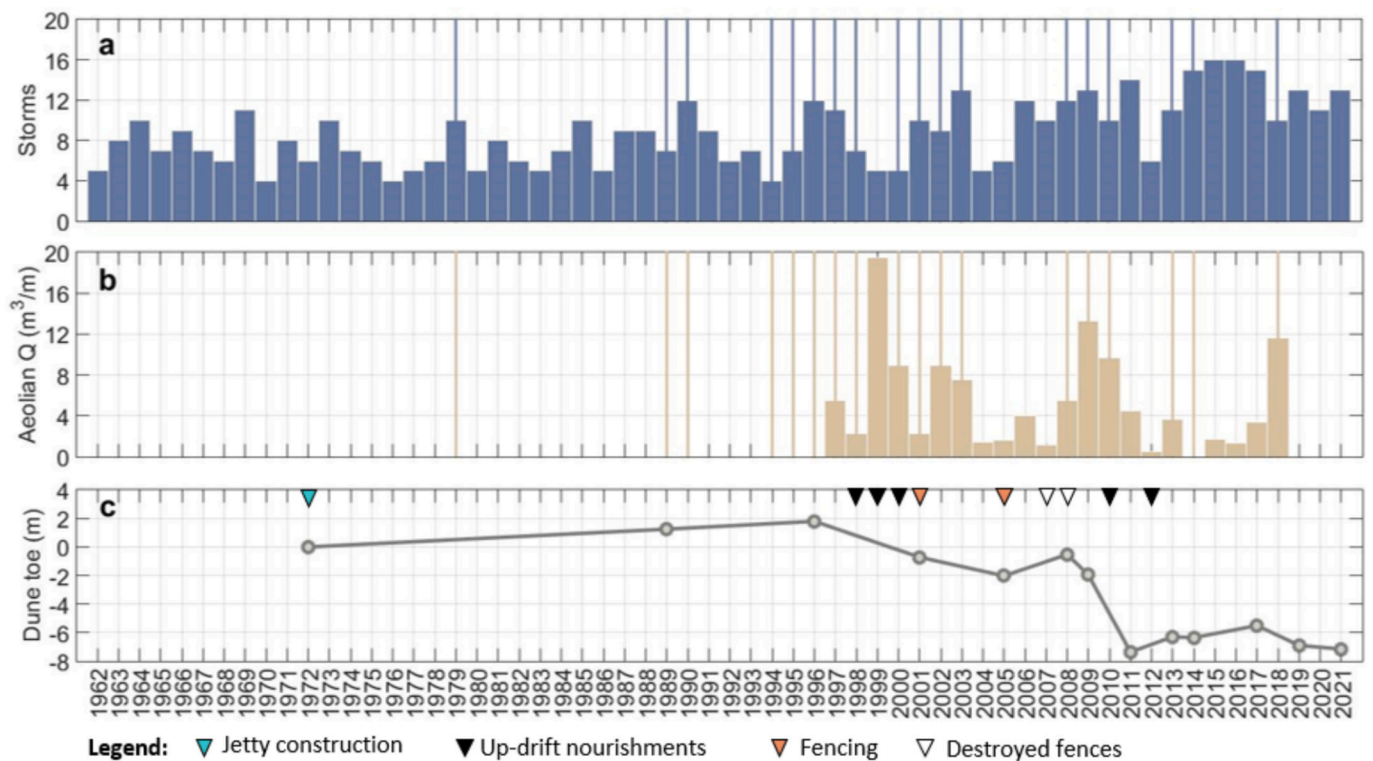 20
a
16
12
8
4
0
Storms
20
b
16
12
8
4
0
Aeolian Q (m³/m)
4
c
2
0
-2
-4
-6
-8
Dune toe (m)
1962 1963 1964 1965 1966 1967 1968 1969 1970 1971 1972 1973 1974 1975 1976 1977 1978 1979 1980 1981 1982 1983 1984 1985 1986 1987 1988 1989 1990 1991 1992 1993 1994 1995 1996 1997 1998 1999 2000 2001 2002 2003 2004 2005 2006 2007 2008 2009 2010 2011 2012 2013 2014 2015 2016 2017 2018 2019 2020 2021
Legend: Jetty construction Up-drift nourishments Fencing Destroyed fences